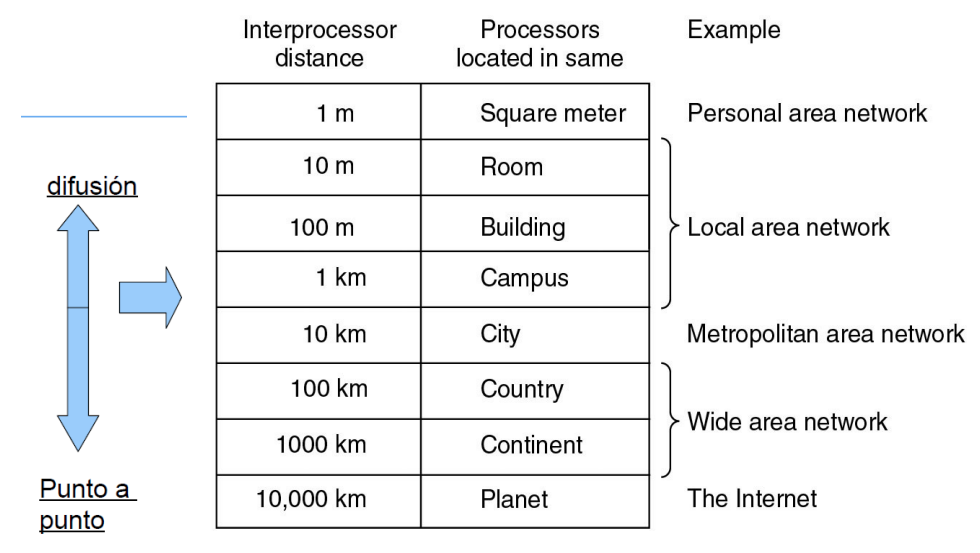 Interprocessor distance Processors located in same Example
1 m Square meter Personal area network
10 m Room
difusión
100 m Building Local area network
1 km Campus
10 km City Metropolitan area network
100 km Country
Wide area network
1000 km Continent
Punto a punto
10,000 km Planet The Internet